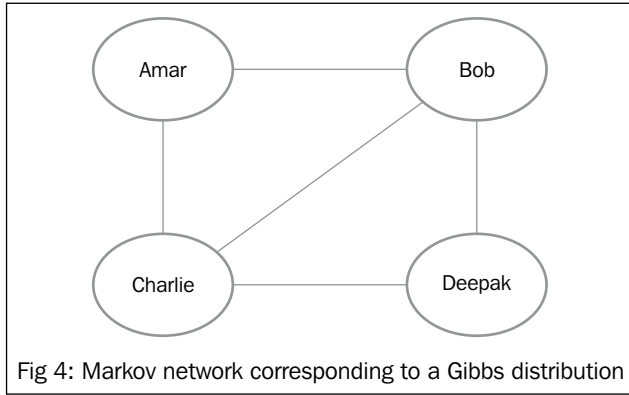 Amar
Bob
Charlie
Deepak
Fig 4: Markov network corresponding to a Gibbs distribution